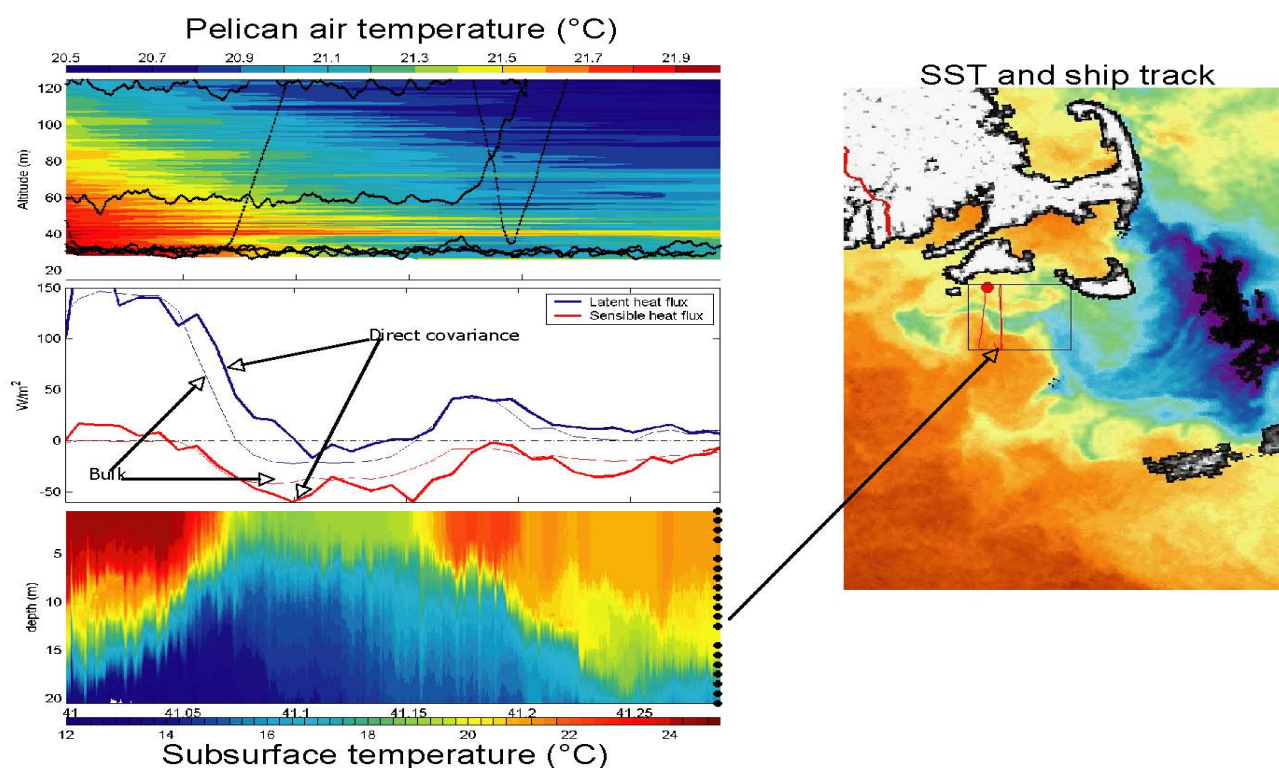 Pelican air temperature (°C)
20.5 20.7 20.9 21.1 21.3 21.5 21.7 21.9
Altitude (m)
120
100
80
60
40
20
150
100
50
0
-50
W/m²
Latent heat flux
Sensible heat flux
Direct covariance
Bulk
depth (m)
5
10
15
20
41 41.05 41.1 41.15 41.2 41.25
12 14 16 18 20 22 24
Subsurface temperature (°C)
SST and ship track